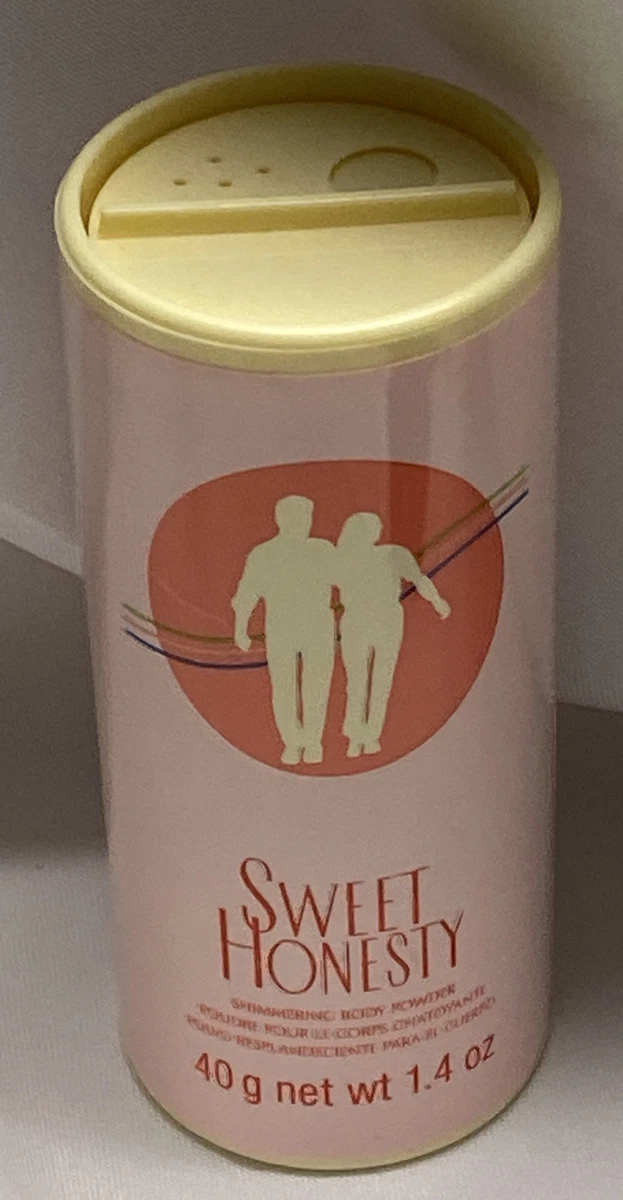 SWEET
HONESTY
SHIMMERING BODY POWDER
POUDRE POUR LE CORPS CHATOYANTE
POLVO RESPLANDECIENTE PARA EL CUERPO
40 g net wt 1.4 oz